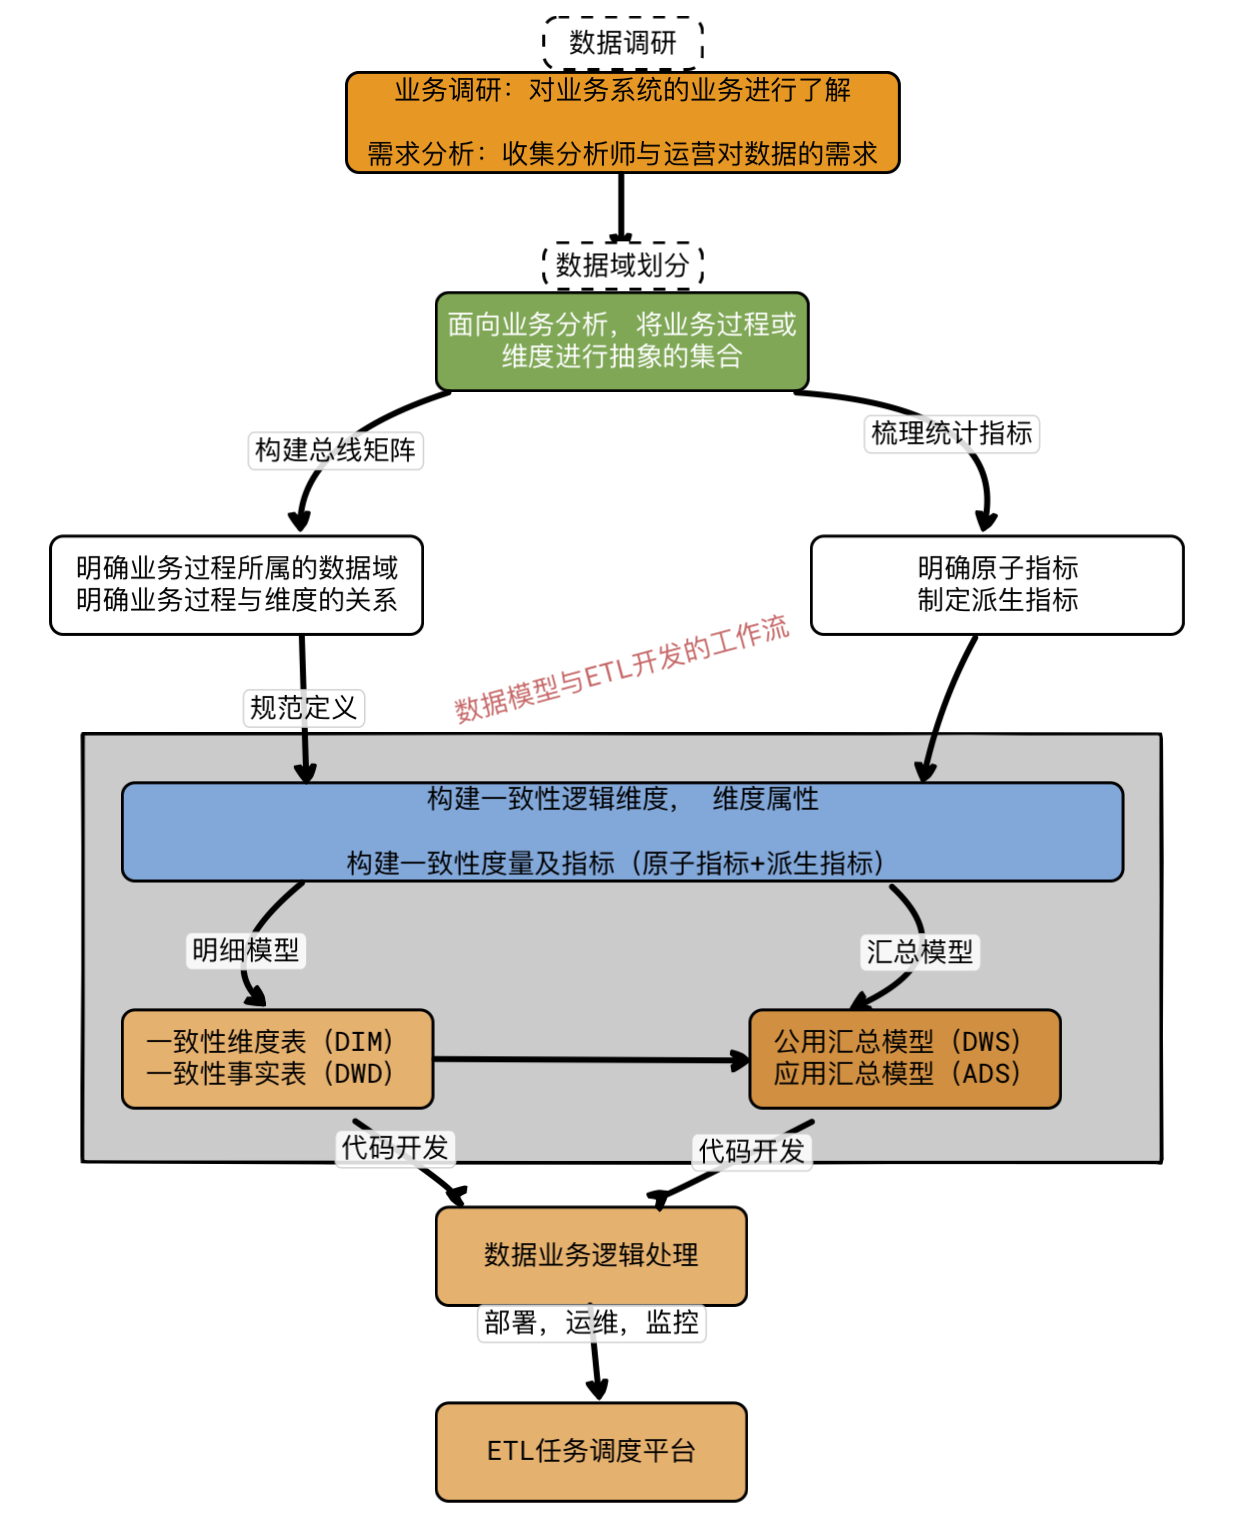 数据调研
业务调研：对业务系统的业务进行了解
需求分析：收集分析师与运营对数据的需求
数据域划分
面向业务分析，将业务过程或
维度进行抽象的集合
构建总线矩阵
梳理统计指标
明确业务过程所属的数据域
明确业务过程与维度的关系
明确原子指标
制定派生指标
数据模型与ETL开发的工作流
规范定义
构建一致性逻辑维度， 维度属性
构建一致性度量及指标（原子指标+派生指标）
明细模型
汇总模型
一致性维度表（DIM）
一致性事实表（DWD）
公用汇总模型（DWS）
应用汇总模型（ADS）
代码开发
代码开发
数据业务逻辑处理
部署，运维，监控
ETL任务调度平台